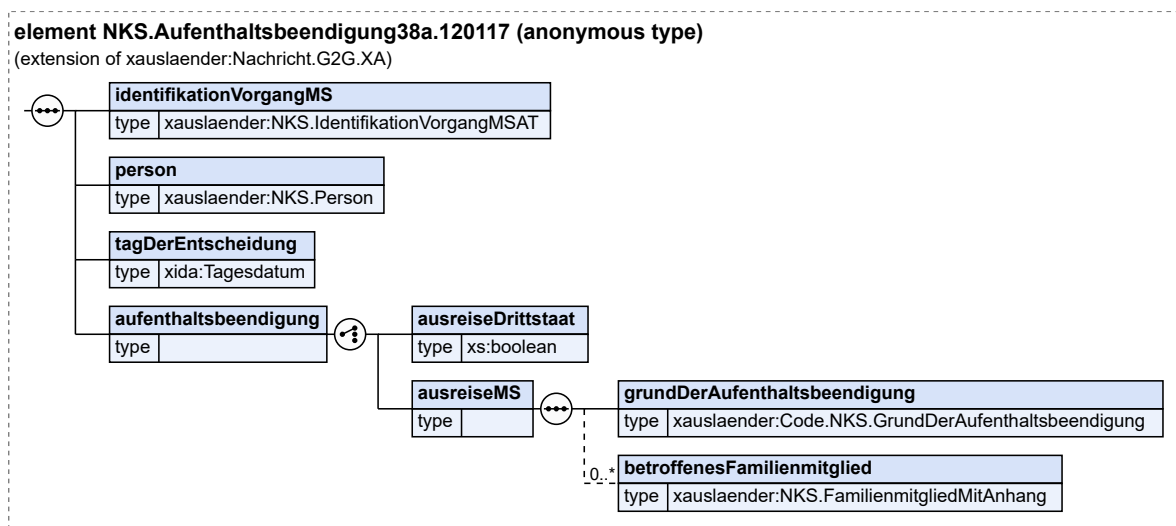 element NKS.Aufenthaltsbeendigung38a.120117 (anonymous type)
(extension of xauslaender:Nachricht.G2G.XA)
identifikationVorgangMS
type xauslaender:NKS.IdentifikationVorgangMSAT
person
type xauslaender:NKS.Person
tagDerEntscheidung
type xida:Tagesdatum
aufenthaltsbeendigung
type
ausreiseDrittstaat
type xs:boolean
ausreiseMS
type
grundDerAufenthaltsbeendigung
type xauslaender:Code.NKS.GrundDerAufenthaltsbeendigung
0..*
betroffenesFamilienmitglied
type xauslaender:NKS.FamilienmitgliedMitAnhang